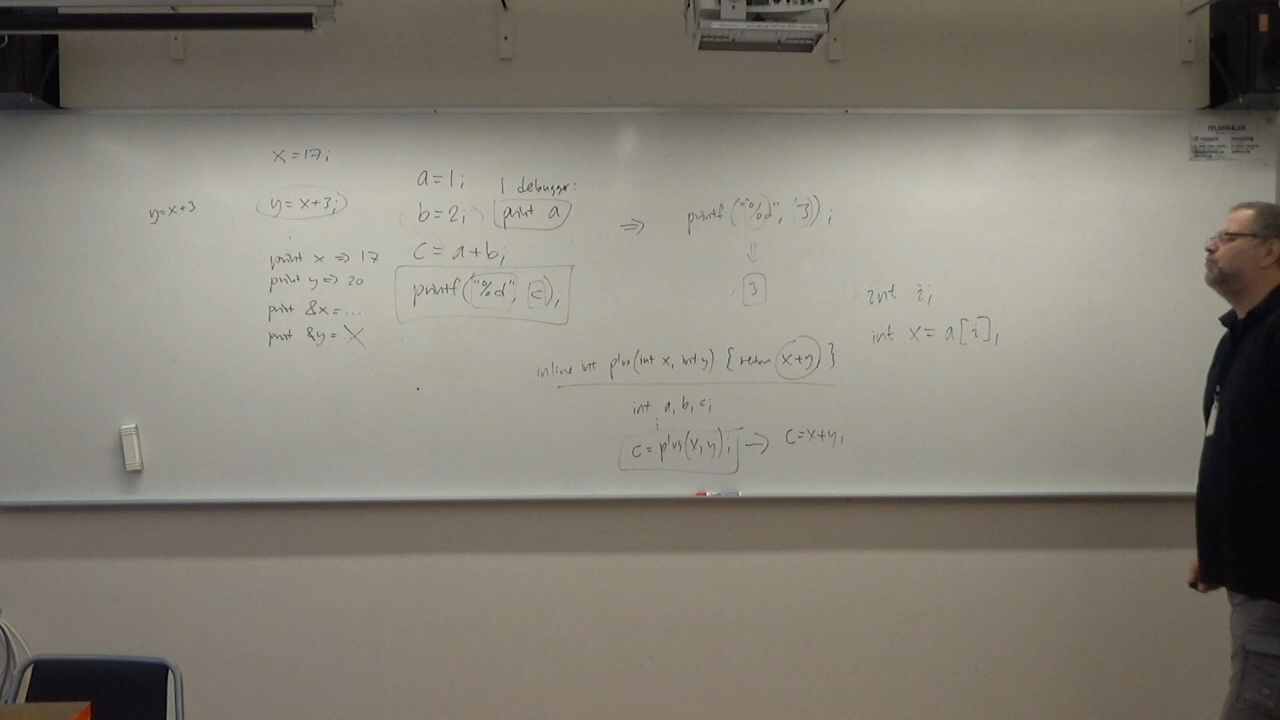 x = 17;
y=x+3
y = x+3;
print x => 17
print y => 20
print &x = ...
print &y = X
a = 1;
b = 2;
c = a+b;
printf("%d", c);
I debugger:
print a
=> printf("%d", 3);
3
int i;
int x = a[i];
inline int plus(int x, int y) { return x+y }
int a, b, c;
c = plus(x, y); -> c=x+y;
FELANMÄLAN